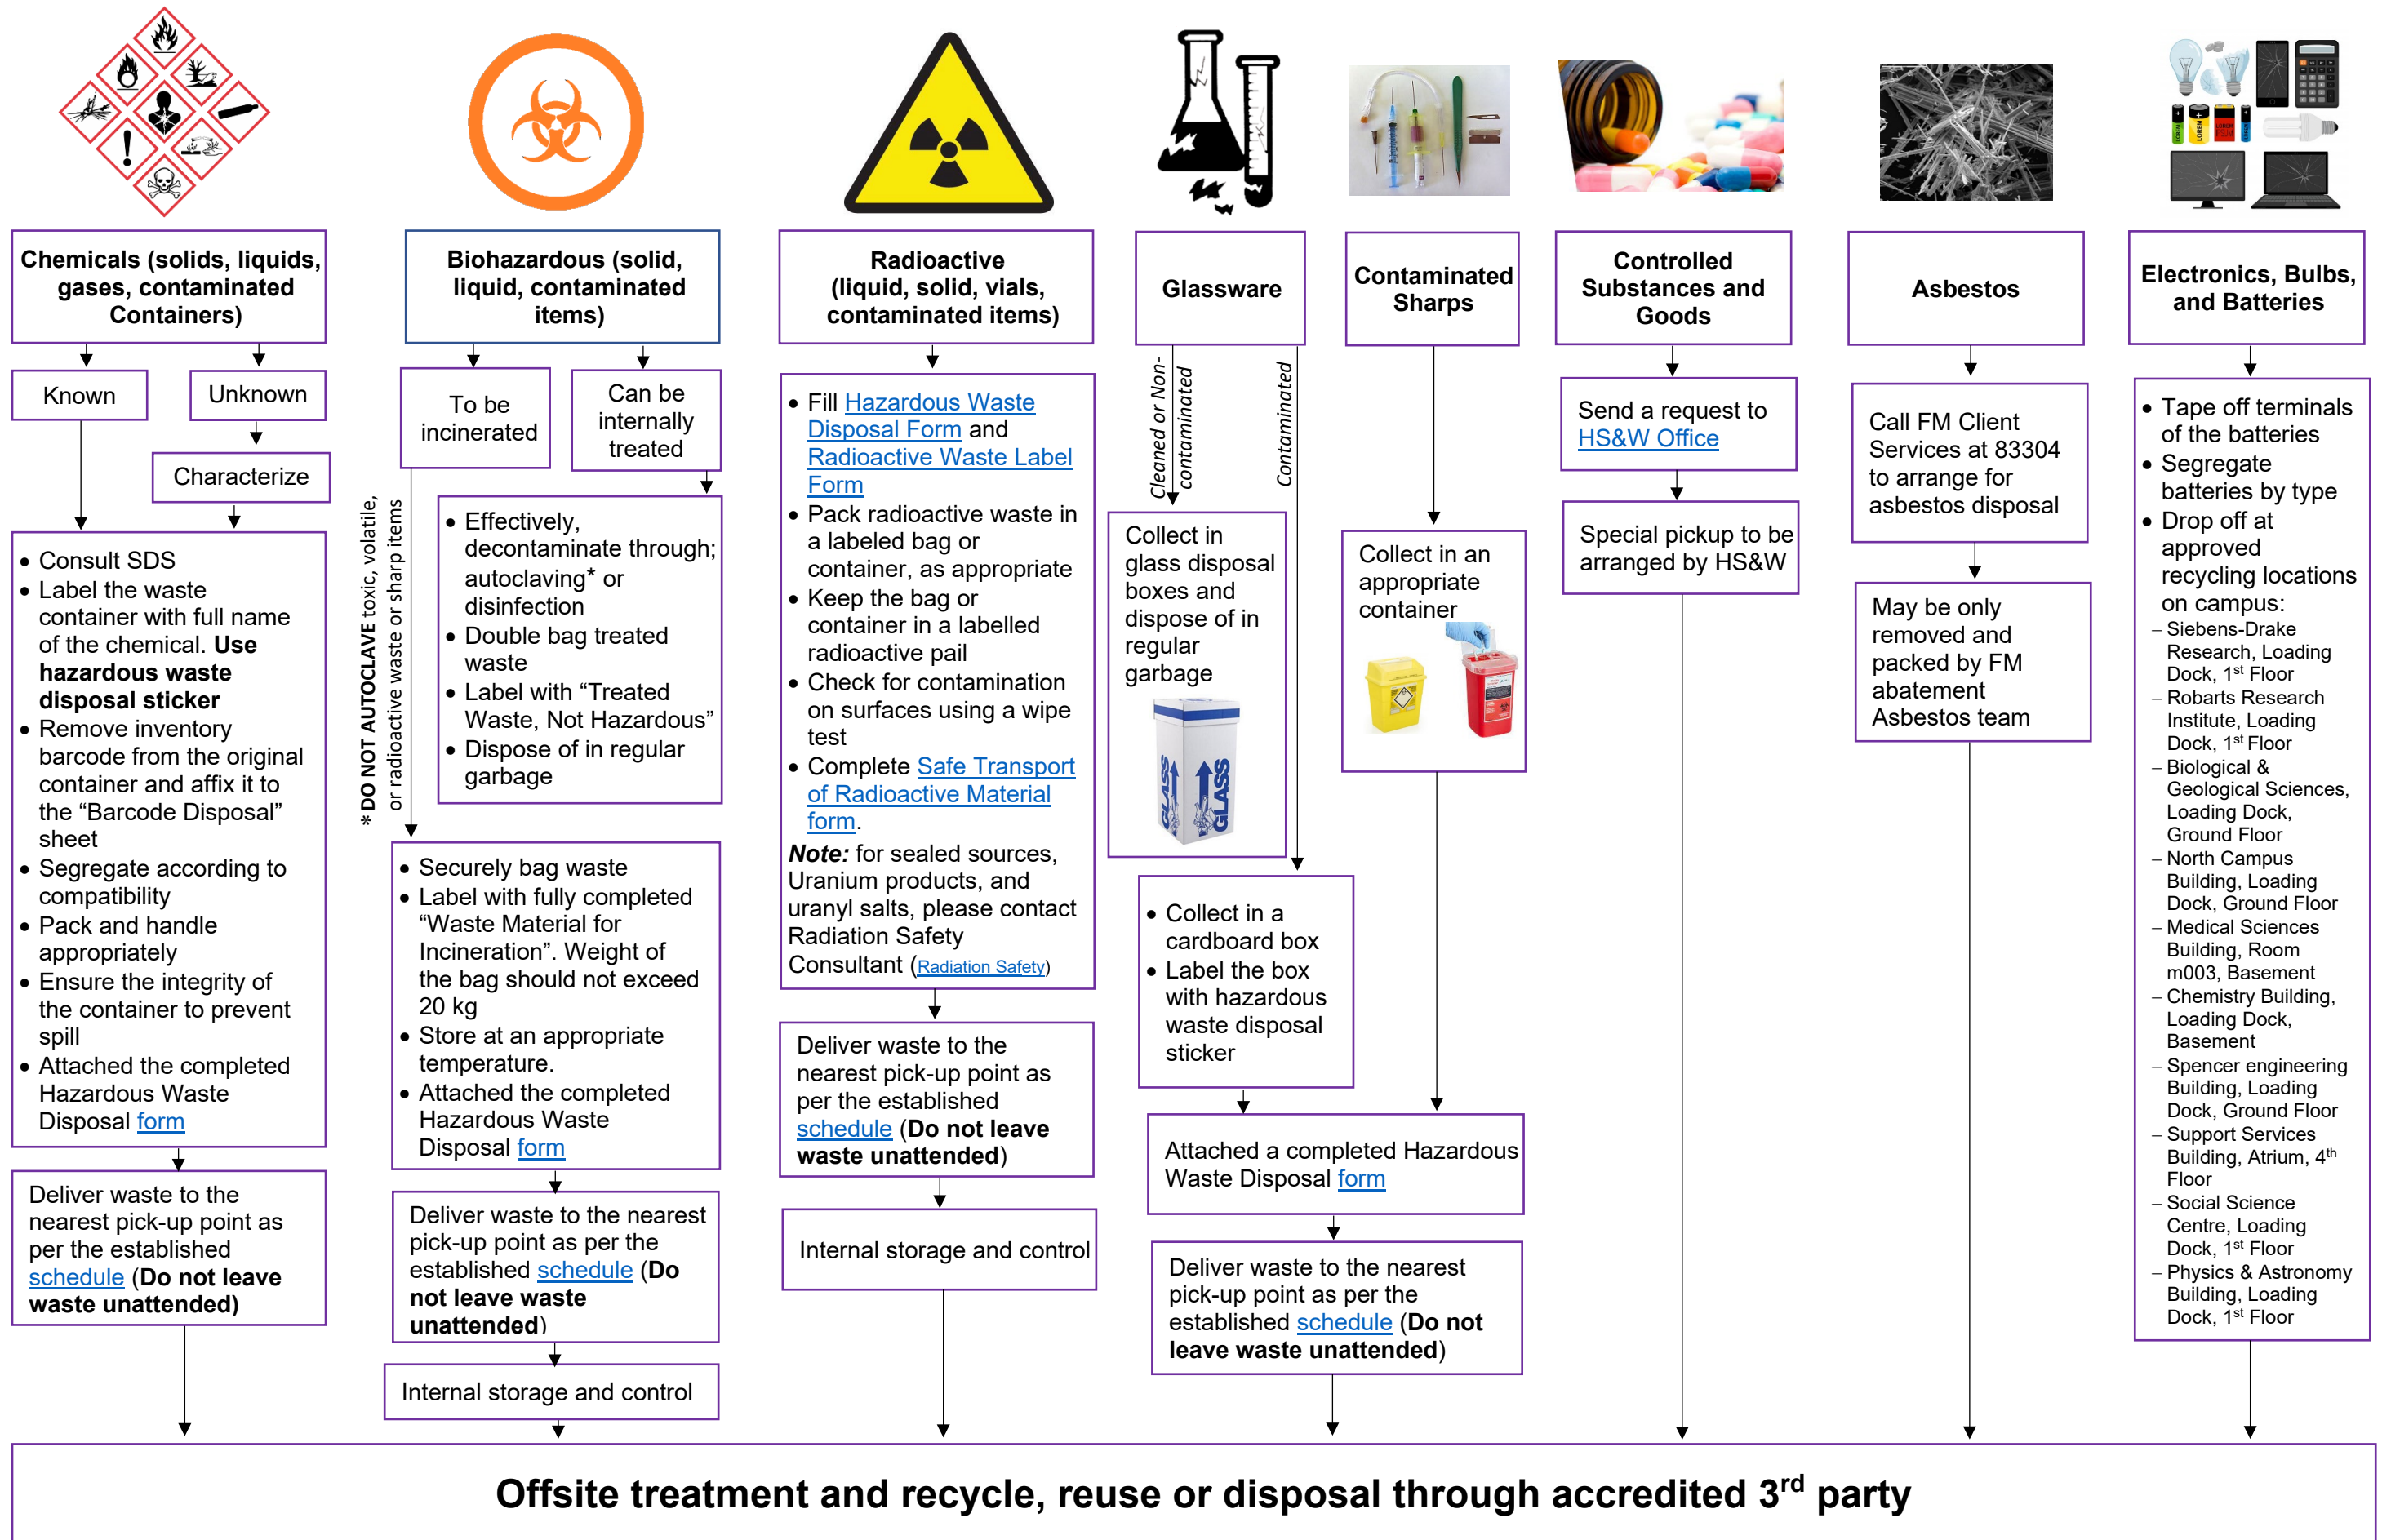 Chemicals (solids, liquids,
gases, contaminated
Containers)
Known
Unknown
Characterize
• Consult SDS
• Label the waste
container with full name
of the chemical. Use
hazardous waste
disposal sticker
• Remove inventory
barcode from the original
container and affix it to
the “Barcode Disposal”
sheet
• Segregate according to
compatibility
• Pack and handle
appropriately
• Ensure the integrity of
the container to prevent
spill
• Attached the completed
Hazardous Waste
Disposal form
Deliver waste to the
nearest pick-up point as
per the established
schedule (Do not leave
waste unattended)
Biohazardous (solid,
liquid, contaminated
items)
To be
incinerated
Can be
internally
treated
*DO NOT AUTOCLAVE toxic, volatile,
or radioactive waste or sharp items
• Effectively,
decontaminate through;
autoclaving* or
disinfection
• Double bag treated
waste
• Label with “Treated
Waste, Not Hazardous”
• Dispose of in regular
garbage
• Securely bag waste
• Label with fully completed
“Waste Material for
Incineration”. Weight of
the bag should not exceed
20 kg
• Store at an appropriate
temperature.
• Attached the completed
Hazardous Waste
Disposal form
Deliver waste to the nearest
pick-up point as per the
established schedule (Do
not leave waste
unattended)
Internal storage and control
Radioactive
(liquid, solid, vials,
contaminated items)
• Fill Hazardous Waste
Disposal Form and
Radioactive Waste Label
Form
• Pack radioactive waste in
a labeled bag or
container, as appropriate
• Keep the bag or
container in a labelled
radioactive pail
• Check for contamination
on surfaces using a wipe
test
• Complete Safe Transport
of Radioactive Material
form.
Note: for sealed sources,
Uranium products, and
uranyl salts, please contact
Radiation Safety
Consultant (Radiation Safety)
Deliver waste to the
nearest pick-up point as
per the established
schedule (Do not leave
waste unattended)
Internal storage and control
Glassware
Cleaned or Non-
contaminated
Contaminated
Collect in
glass disposal
boxes and
dispose of in
regular
garbage
GLASS
GLASS
• Collect in a
cardboard box
• Label the box
with hazardous
waste disposal
sticker
Contaminated
Sharps
Collect in an
appropriate
container
Attached a completed Hazardous
Waste Disposal form
Deliver waste to the nearest
pick-up point as per the
established schedule (Do not
leave waste unattended)
Controlled
Substances and
Goods
Send a request to
HS&W Office
Special pickup to be
arranged by HS&W
Asbestos
Call FM Client
Services at 83304
to arrange for
asbestos disposal
May be only
removed and
packed by FM
abatement
Asbestos team
LOREM
LOREM
LOREM
Electronics, Bulbs,
and Batteries
• Tape off terminals
of the batteries
• Segregate
batteries by type
• Drop off at
approved
recycling locations
on campus:
– Siebens-Drake
Research, Loading
Dock, 1st Floor
– Robarts Research
Institute, Loading
Dock, 1st Floor
– Biological &
Geological Sciences,
Loading Dock,
Ground Floor
– North Campus
Building, Loading
Dock, Ground Floor
– Medical Sciences
Building, Room
m003, Basement
– Chemistry Building,
Loading Dock,
Basement
– Spencer engineering
Building, Loading
Dock, Ground Floor
– Support Services
Building, Atrium, 4th
Floor
– Social Science
Centre, Loading
Dock, 1st Floor
– Physics & Astronomy
Building, Loading
Dock, 1st Floor
Offsite treatment and recycle, reuse or disposal through accredited 3rd party